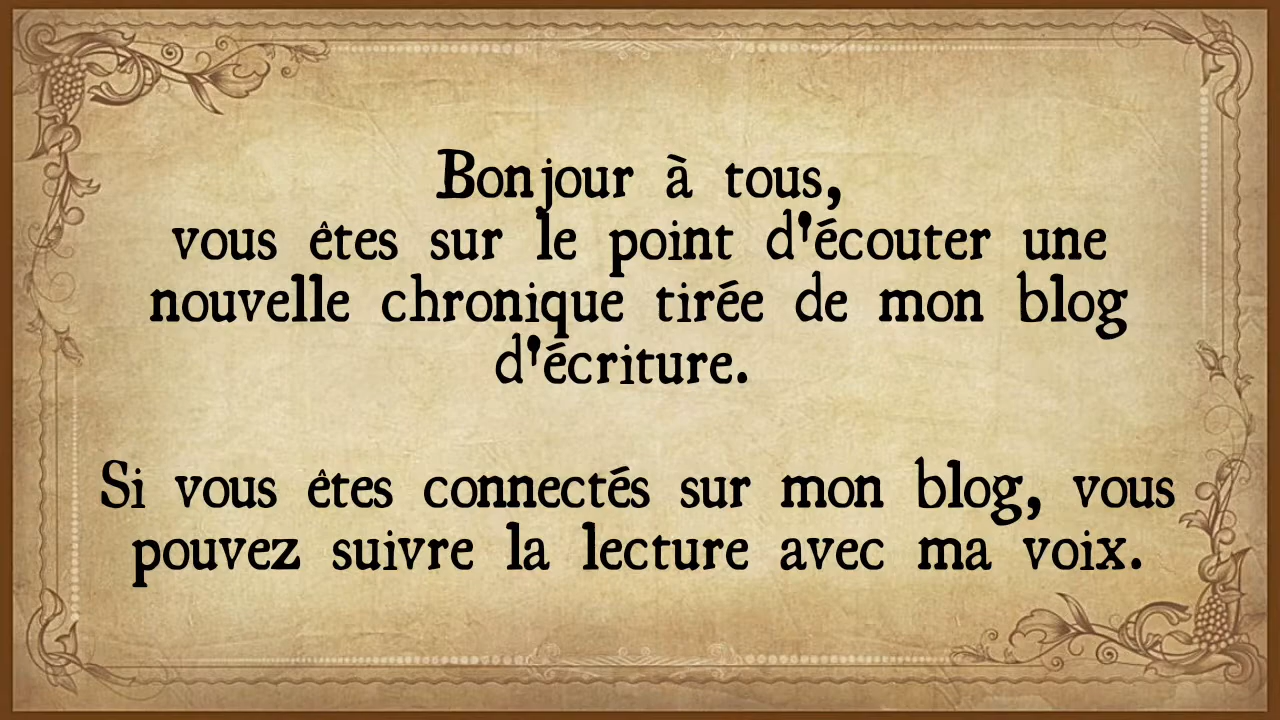 Bonjour à tous,
vous êtes sur le point d'écouter une
nouvelle chronique tirée de mon blog
d'écriture.
Si vous êtes connectés sur mon blog, vous
pouvez suivre la lecture avec ma voix.